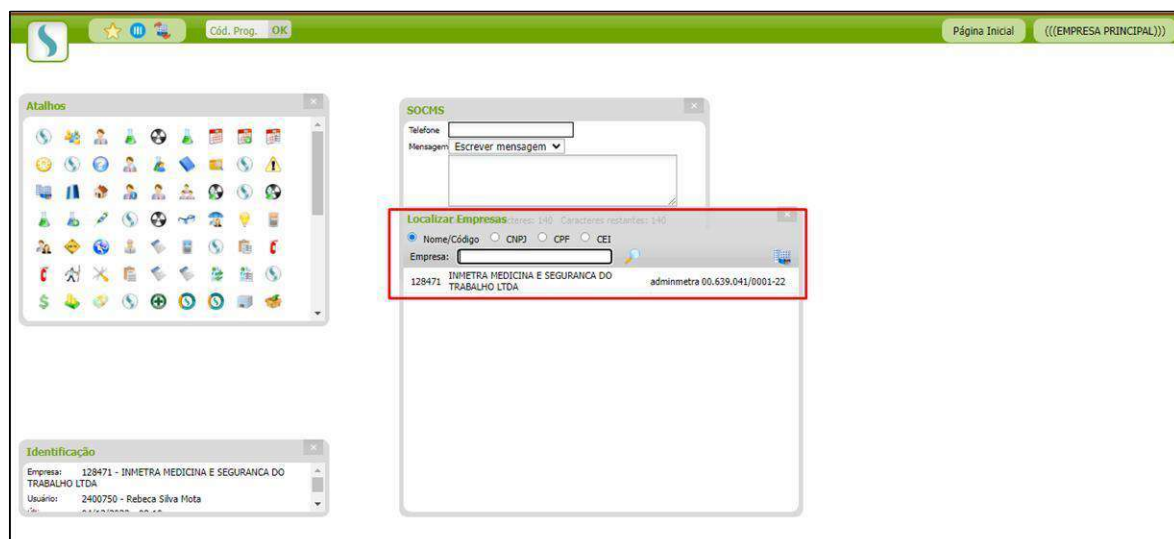 Cód. Prog. OK
Página Inicial
(((EMPRESA PRINCIPAL)))
Atalhos
SOCMS
Telefone
Mensagem Escrever mensagem
Localizar Empresas
Caracteres restantes: 140
Nome/Código CNPJ CPF CEI
Empresa:
128471 INMETRA MEDICINA E SEGURANCA DO TRABALHO LTDA adminmetra 00.639.041/0001-22
Identificação
Empresa: 128471 - INMETRA MEDICINA E SEGURANCA DO
TRABALHO LTDA
Usuário: 2400750 - Rebeca Silva Mota